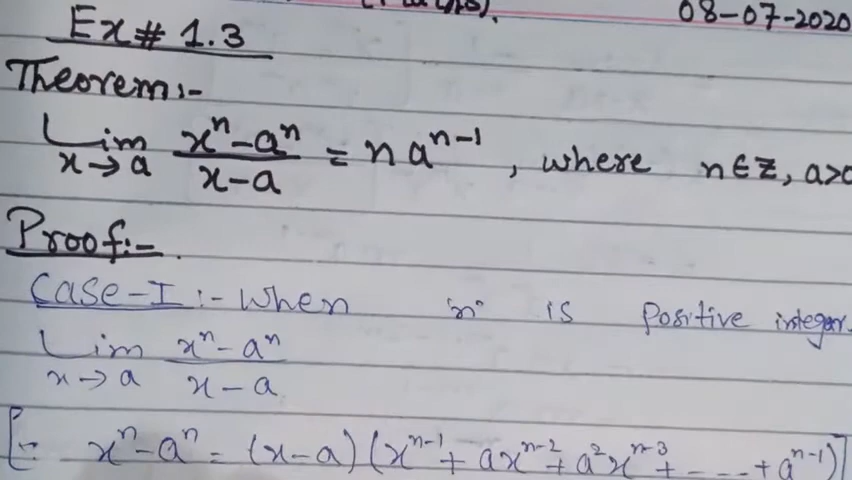 08-07-2020
Ex# 1.3
Theorem:-
Lim x→a xⁿ-aⁿ / x-a = n aⁿ⁻¹, where n∈Z, a>
Proof:-
Case-I:- when "n" is positive integer.
Lim x→a xⁿ-aⁿ / x-a
[∵ xⁿ-aⁿ = (x-a)(xⁿ⁻¹+axⁿ⁻²+a²xⁿ⁻³+-----+aⁿ⁻¹)]